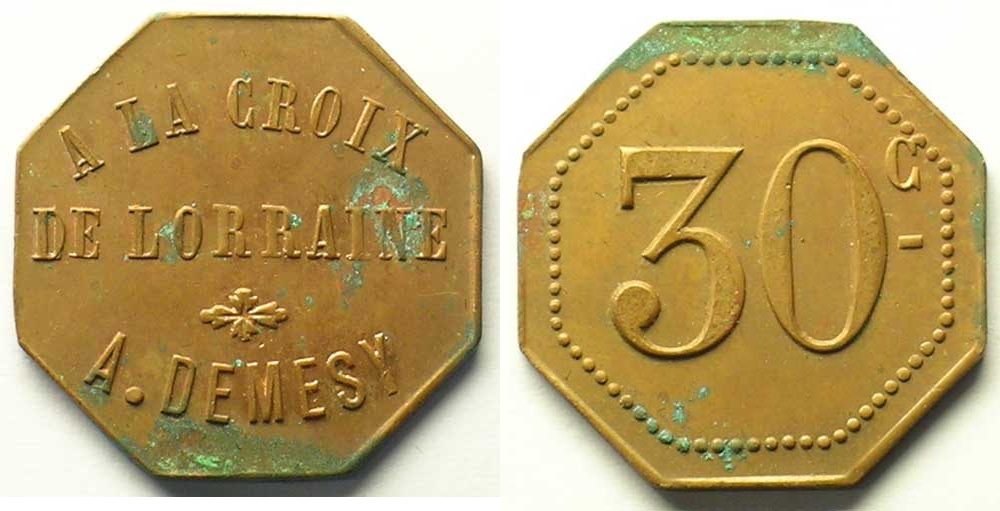 A LA CROIX
DE LORRAINE
A. DEMESY
30 C